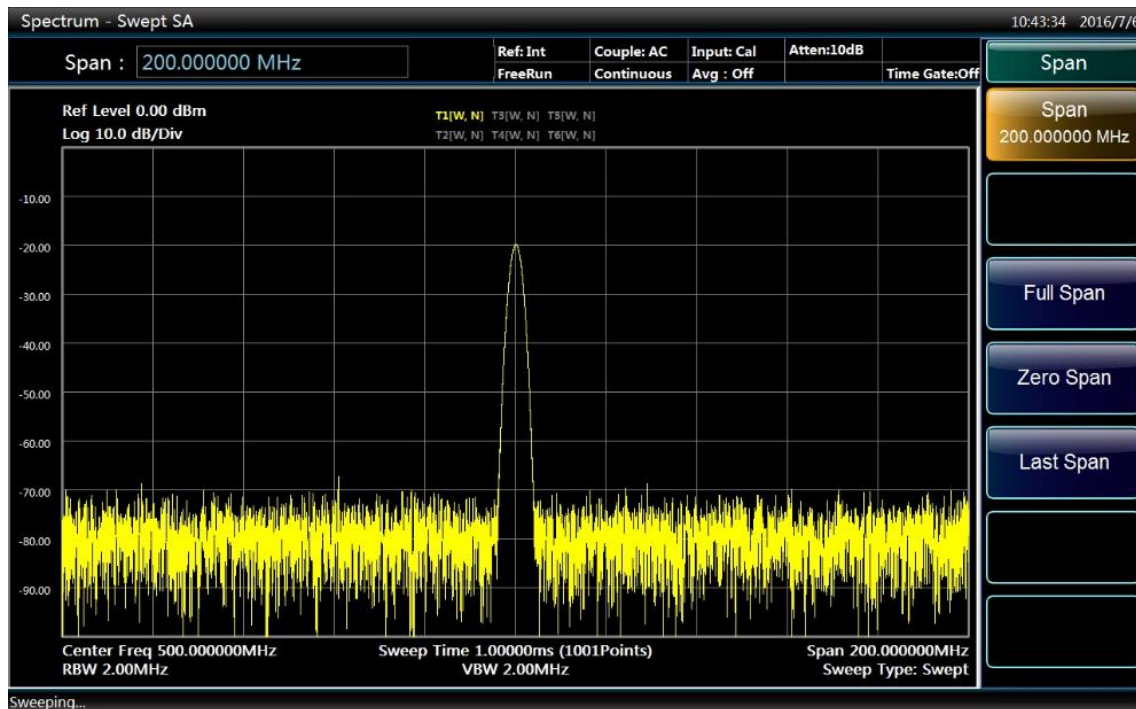 Spectrum - Swept SA 10:43:34 2016/7/6
Span : 200.000000 MHz
Ref: Int Couple: AC Input: Cal Atten:10dB
FreeRun Continuous Avg : Off Time Gate:Off
Span
Ref Level 0.00 dBm
Log 10.0 dB/Div
T1[W, N] T3[W, N] T5[W, N]
T2[W, N] T4[W, N] T6[W, N]
-10.00
-20.00
-30.00
-40.00
-50.00
-60.00
-70.00
-80.00
-90.00
Center Freq 500.000000MHz Sweep Time 1.00000ms (1001Points) Span 200.000000MHz
RBW 2.00MHz VBW 2.00MHz Sweep Type: Swept
Span
200.000000 MHz
Full Span
Zero Span
Last Span
Sweeping...